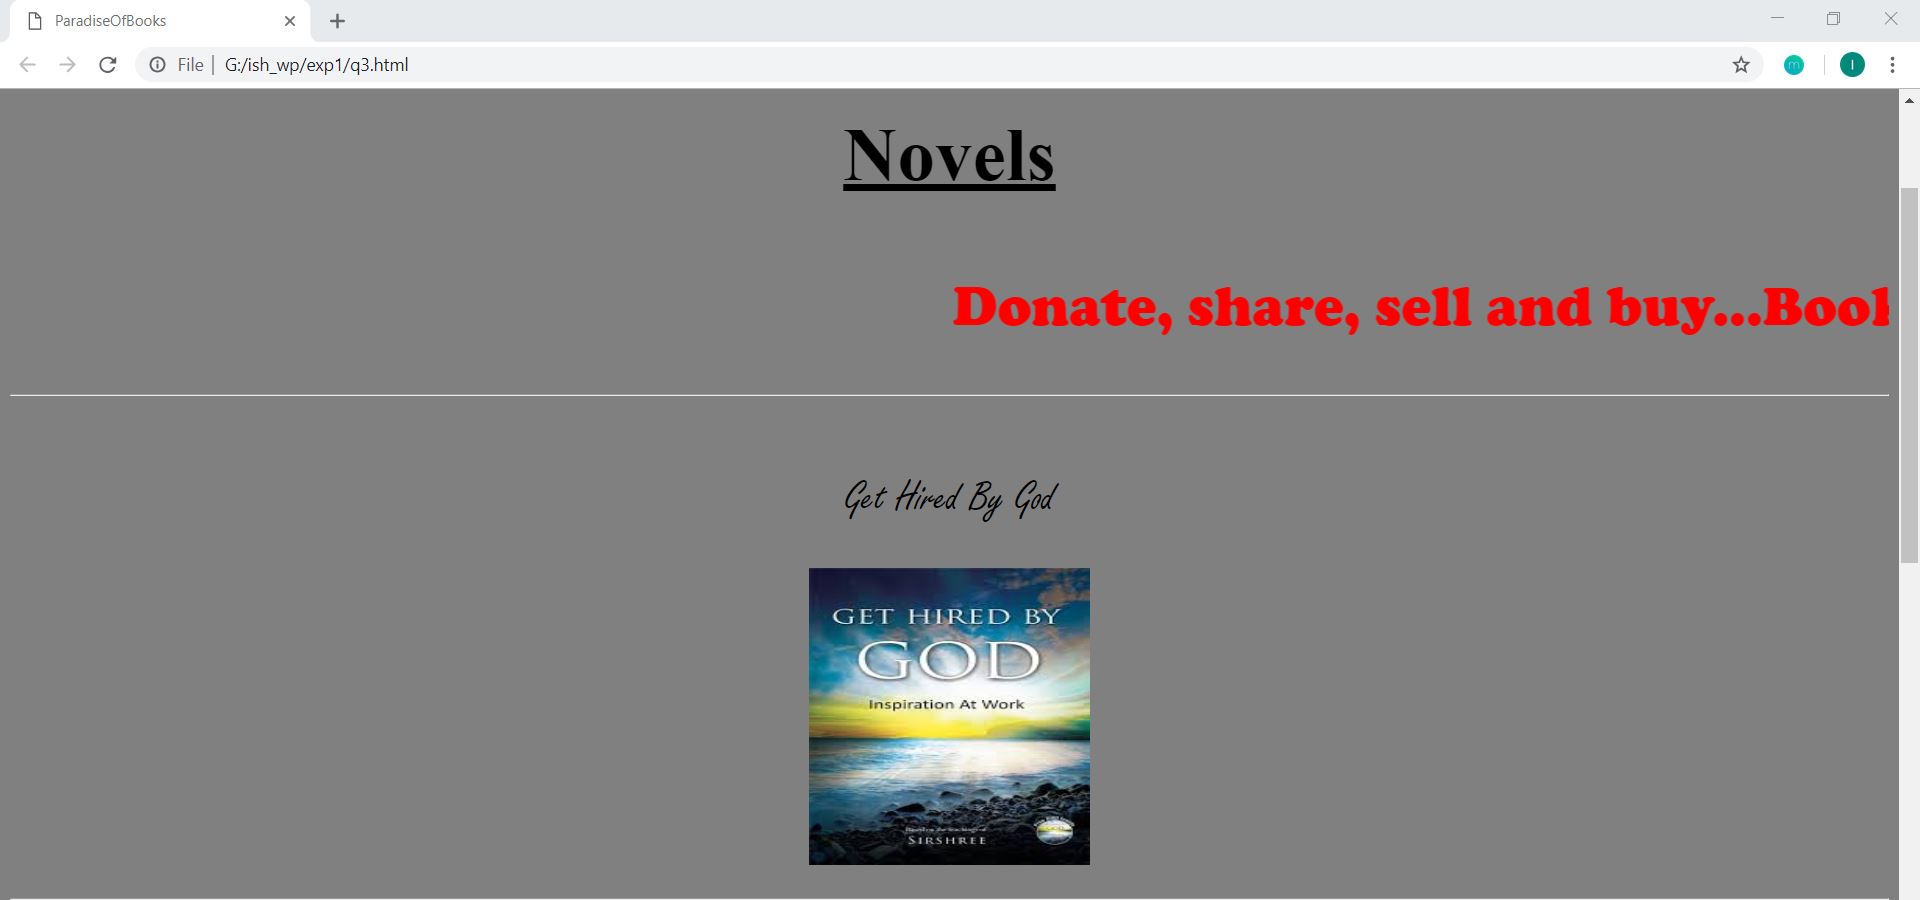 ParadiseOfBooks
File | G:/ish_wp/exp1/q3.html
m
I
Novels
Donate, share, sell and buy...Book
Get Hired By God
GET HIRED BY
GOD
Inspiration At Work
SIRSHREE